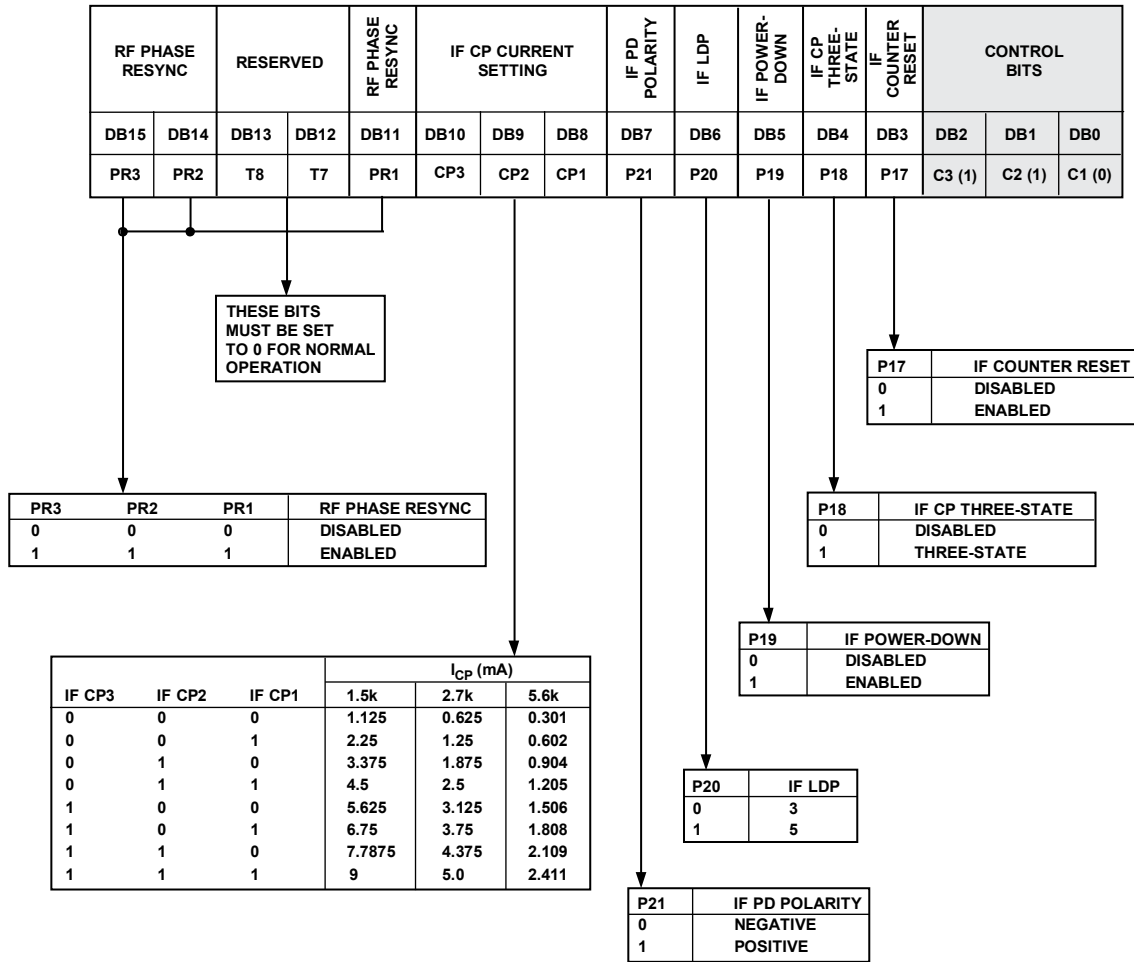 RF PHASE RESYNC
RESERVED
RF PHASE RESYNC
IF CP CURRENT SETTING
IF PD POLARITY
IF LDP
IF POWER-DOWN
IF CP THREE-STATE
IF COUNTER RESET
CONTROL BITS
DB15 DB14 DB13 DB12 DB11 DB10 DB9 DB8 DB7 DB6 DB5 DB4 DB3 DB2 DB1 DB0
PR3 PR2 T8 T7 PR1 CP3 CP2 CP1 P21 P20 P19 P18 P17 C3 (1) C2 (1) C1 (0)
THESE BITS
MUST BE SET
TO 0 FOR NORMAL
OPERATION
P17 IF COUNTER RESET
0 DISABLED
1 ENABLED
PR3 PR2 PR1 RF PHASE RESYNC
0 0 0 DISABLED
1 1 1 ENABLED
P18 IF CP THREE-STATE
0 DISABLED
1 THREE-STATE
P19 IF POWER-DOWN
0 DISABLED
1 ENABLED
ICP (mA)
IF CP3 IF CP2 IF CP1 1.5k 2.7k 5.6k
0 0 0 1.125 0.625 0.301
0 0 1 2.25 1.25 0.602
0 1 0 3.375 1.875 0.904
0 1 1 4.5 2.5 1.205
1 0 0 5.625 3.125 1.506
1 0 1 6.75 3.75 1.808
1 1 0 7.7875 4.375 2.109
1 1 1 9 5.0 2.411
P20 IF LDP
0 3
1 5
P21 IF PD POLARITY
0 NEGATIVE
1 POSITIVE